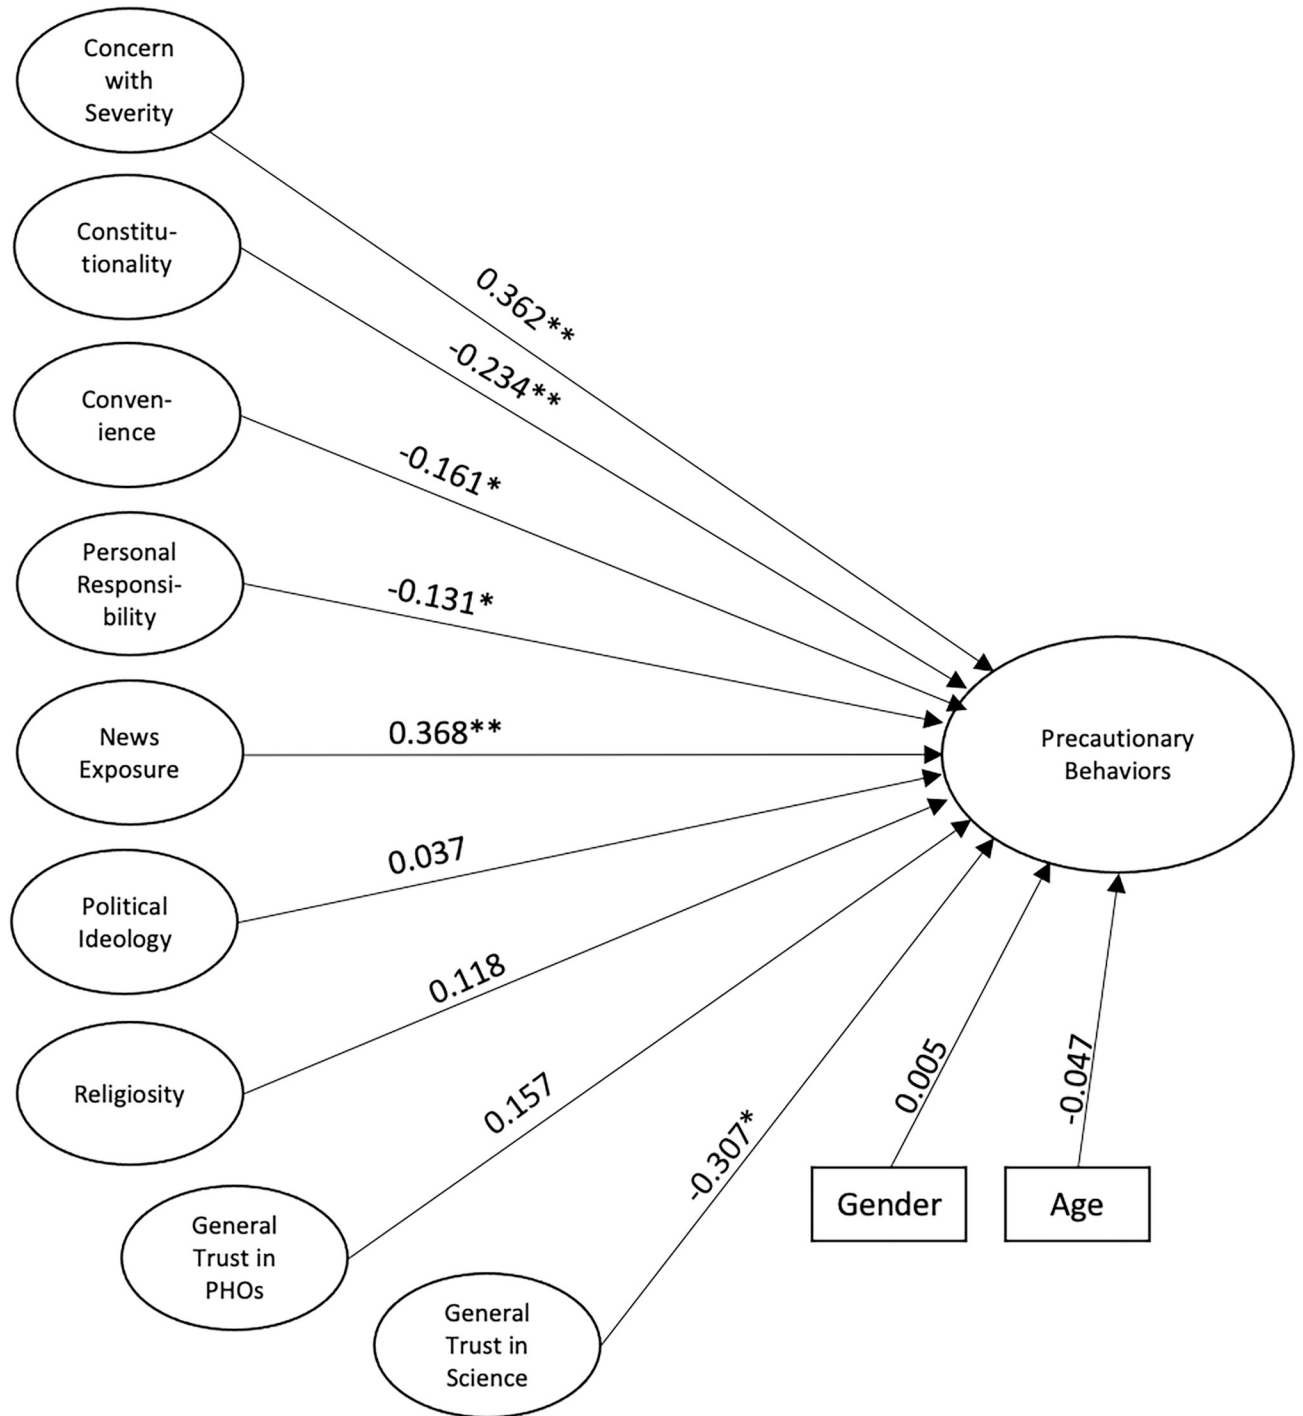 Concern
with
Severity
Constitu-
tionality
Conven-
ience
Personal
Responsi-
bility
News
Exposure
Political
Ideology
Religiosity
General
Trust in
PHOs
General
Trust in
Science
0.362**
-0.234**
-0.161*
-0.131*
0.368**
0.037
0.118
0.157
-0.307*
0.005
-0.047
Gender
Age
Precautionary
Behaviors